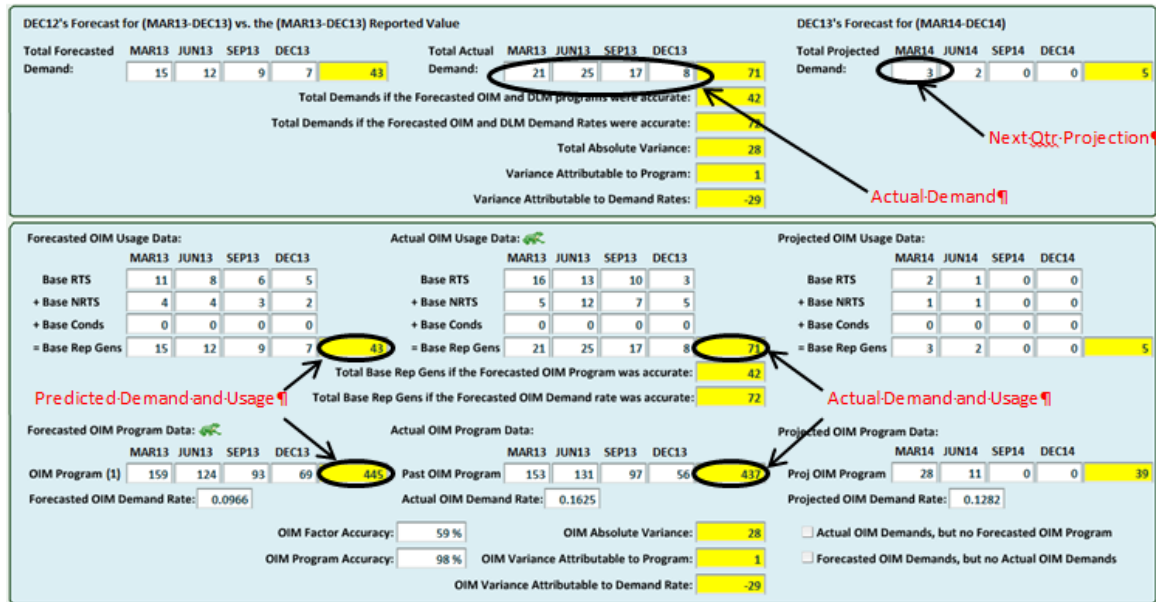 DEC12's Forecast for (MAR13-DEC13) vs. the (MAR13-DEC13) Reported Value
DEC13's Forecast for (MAR14-DEC14)
Total Forecasted Demand: MAR13 JUN13 SEP13 DEC13
15 12 9 7 43
Total Actual Demand: MAR13 JUN13 SEP13 DEC13
21 25 17 8 71
Total Projected Demand: MAR14 JUN14 SEP14 DEC14
3 2 0 0 5
Total Demands if the Forecasted OIM and DLM programs were accurate: 42
Total Demands if the Forecasted OIM and DLM Demand Rates were accurate: 72
Total Absolute Variance: 28
Variance Attributable to Program: 1
Variance Attributable to Demand Rates: -29
Next·Qtr·Projection¶
Actual·Demand¶
Forecasted OIM Usage Data:
MAR13 JUN13 SEP13 DEC13
Base RTS 11 8 6 5
+ Base NRTS 4 4 3 2
+ Base Conds 0 0 0 0
= Base Rep Gens 15 12 9 7 43
Actual OIM Usage Data:
MAR13 JUN13 SEP13 DEC13
Base RTS 16 13 10 3
+ Base NRTS 5 12 7 5
+ Base Conds 0 0 0 0
= Base Rep Gens 21 25 17 8 71
Projected OIM Usage Data:
MAR14 JUN14 SEP14 DEC14
Base RTS 2 1 0 0
+ Base NRTS 1 1 0 0
+ Base Conds 0 0 0 0
= Base Rep Gens 3 2 0 0 5
Total Base Rep Gens if the Forecasted OIM Program was accurate: 42
Total Base Rep Gens if the Forecasted OIM Demand rate was accurate: 72
Predicted·Demand·and·Usage¶
Actual·Demand·and·Usage¶
Forecasted OIM Program Data:
MAR13 JUN13 SEP13 DEC13
OIM Program (1) 159 124 93 69 445
Forecasted OIM Demand Rate: 0.0966
Actual OIM Program Data:
MAR13 JUN13 SEP13 DEC13
Past OIM Program 153 131 97 56 437
Actual OIM Demand Rate: 0.1625
Projected OIM Program Data:
MAR14 JUN14 SEP14 DEC14
Proj OIM Program 28 11 0 0 39
Projected OIM Demand Rate: 0.1282
OIM Factor Accuracy: 59 %
OIM Program Accuracy: 98 %
OIM Absolute Variance: 28
OIM Variance Attributable to Program: 1
OIM Variance Attributable to Demand Rate: -29
Actual OIM Demands, but no Forecasted OIM Program
Forecasted OIM Demands, but no Actual OIM Demands